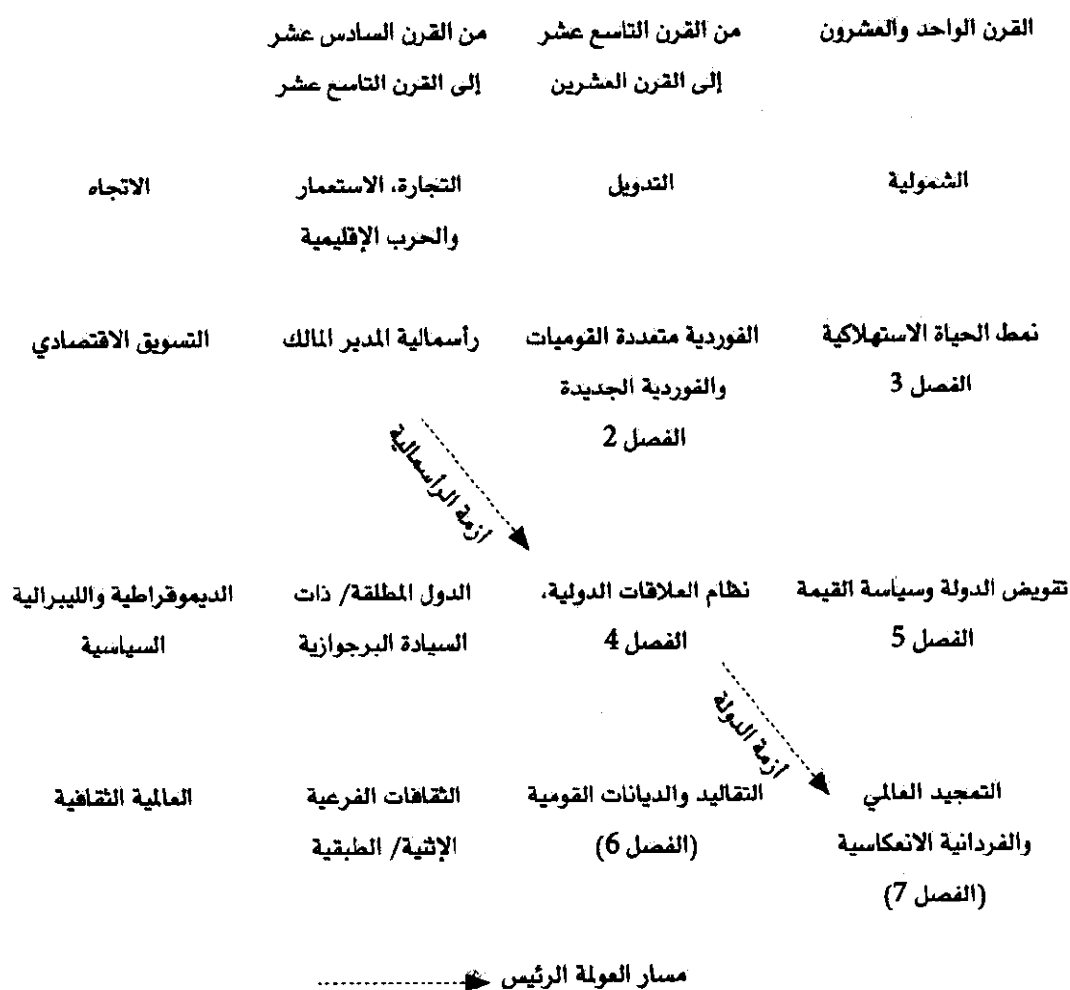 القرن الواحد والعشرون
من القرن التاسع عشر
إلى القرن العشرين
من القرن السادس عشر
إلى القرن التاسع عشر
الشمولية
التدويل
التجارة، الاستعمار
والحرب الإقليمية
الاتجاه
نمط الحياة الاستهلاكية
الفصل 3
الفوردية متعددة القوميات
والفوردية الجديدة
الفصل 2
رأسمالية المدير المالك
التسويق الاقتصادي
أزمة الرأسمالية
تقويض الدولة وسياسة القيمة
الفصل 5
نظام العلاقات الدولية،
الفصل 4
الدول المطلقة/ ذات
السيادة البرجوازية
الديموقراطية والليبرالية
السياسية
أزمة الدولة
التمجيد العالمي
والفردانية الانعكاسية
(الفصل 7)
التقاليد والديانات القومية
(الفصل 6)
الثقافات الفرعية
الإثنية/ الطبقية
العالمية الثقافية
مسار العولمة الرئيس